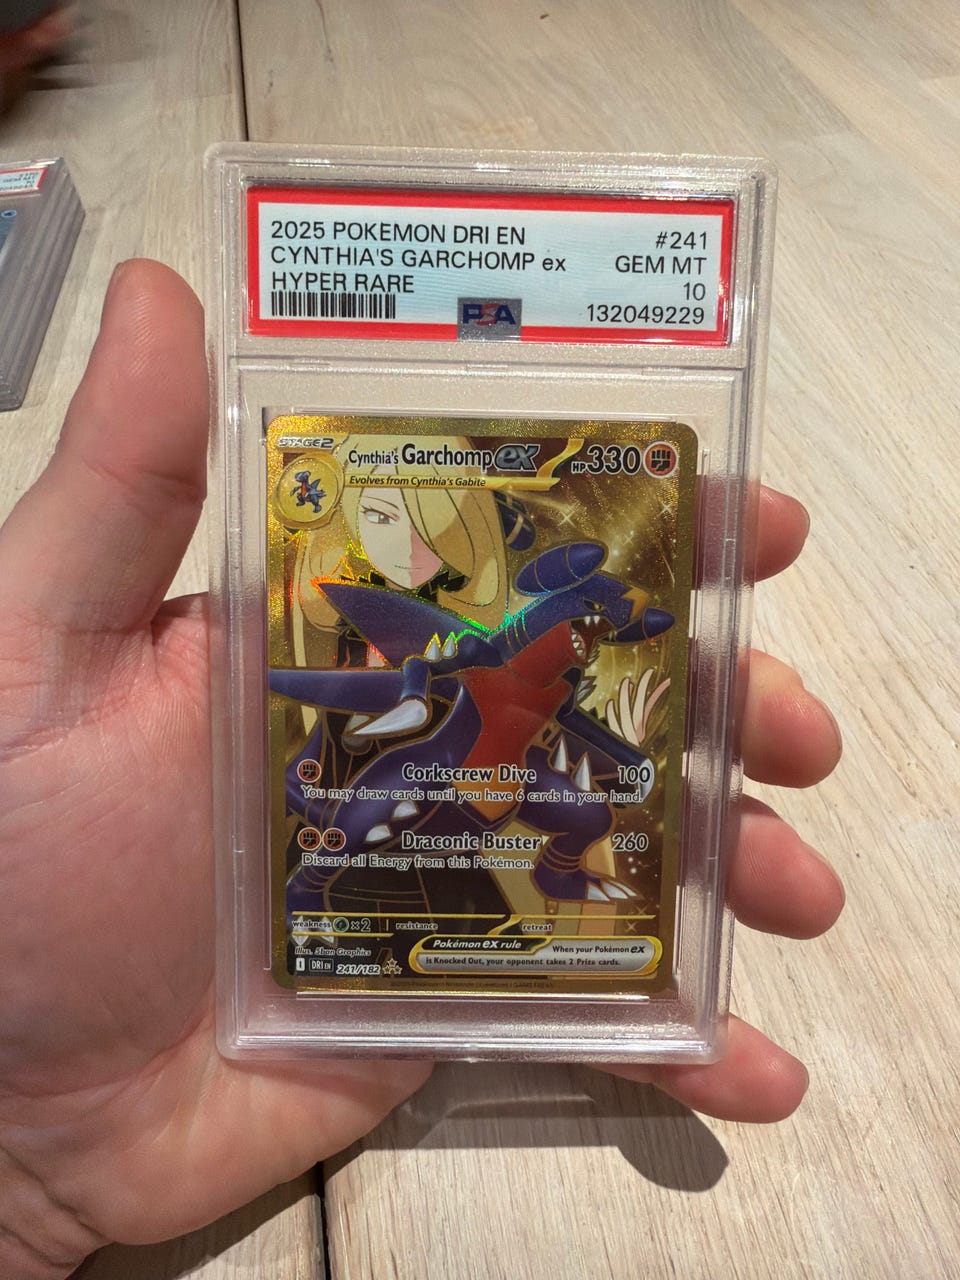 2025 POKEMON DRI EN #241
CYNTHIA'S GARCHOMP ex GEM MT
HYPER RARE 10
PSA 132049229
STAGE2 Cynthia's Garchomp ex HP330
Evolves from Cynthia's Gabite
Corkscrew Dive 100
You may draw cards until you have 6 cards in your hand.
Draconic Buster 260
Discard all Energy from this Pokémon.
weakness ×2 resistance retreat
Pokémon ex rule When your Pokémon ex
is Knocked Out, your opponent takes 2 Prize cards.
Illus. 5ban Graphics
I DRI EN 241/182